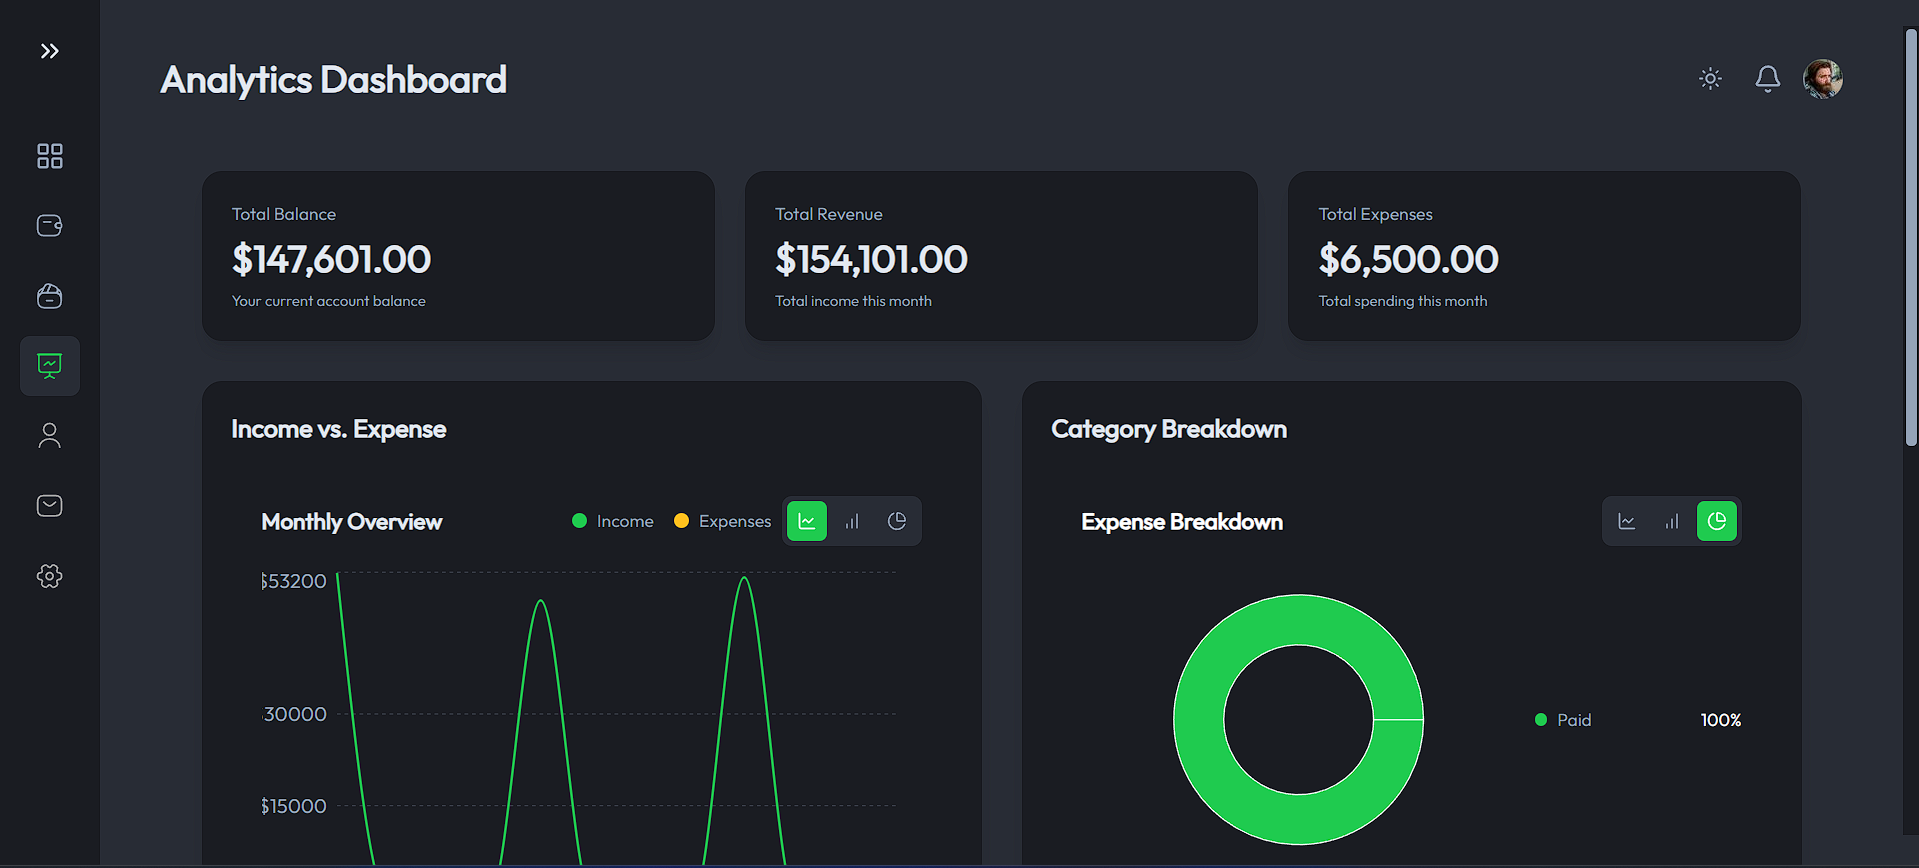 Analytics Dashboard
Total Balance
$147,601.00
Your current account balance
Total Revenue
$154,101.00
Total income this month
Total Expenses
$6,500.00
Total spending this month
Income vs. Expense
Monthly Overview
Income
Expenses
$53200
30000
$15000
Category Breakdown
Expense Breakdown
Paid
100%